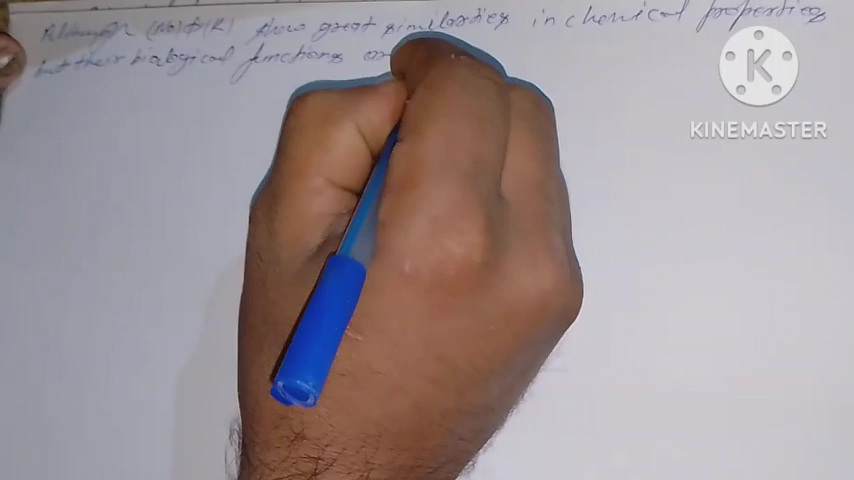 Although (Na) & (K) show great similarities in chemical properties
but their biological functions
K
KINEMASTER